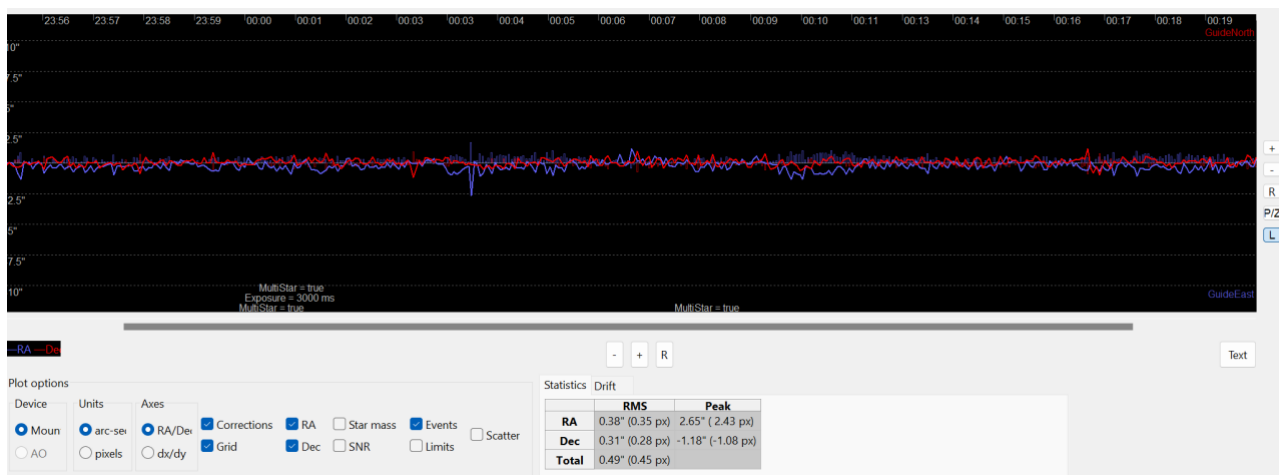 23:56 23:57 23:58 23:59 00:00 00:01 00:02 00:03 00:03 00:04 00:05 00:06 00:07 00:08 00:09 00:10 00:11 00:13 00:14 00:15 00:16 00:17 00:18 00:19
GuideNorth
10"
7.5"
5"
2.5"
2.5"
5"
7.5"
10"
GuideEast
MultiStar = true
Exposure = 3000 ms
MultiStar = true
MultiStar = true
+
-
R
P/Z
L
RA Dec
- + R
Text
Plot options
Device Units Axes
Moun arc-sec RA/Dec Corrections RA Star mass Events Scatter
AO pixels dx/dy Grid Dec SNR Limits
Statistics Drift
RMS Peak
RA 0.38" (0.35 px) 2.65" ( 2.43 px)
Dec 0.31" (0.28 px) -1.18" (-1.08 px)
Total 0.49" (0.45 px)